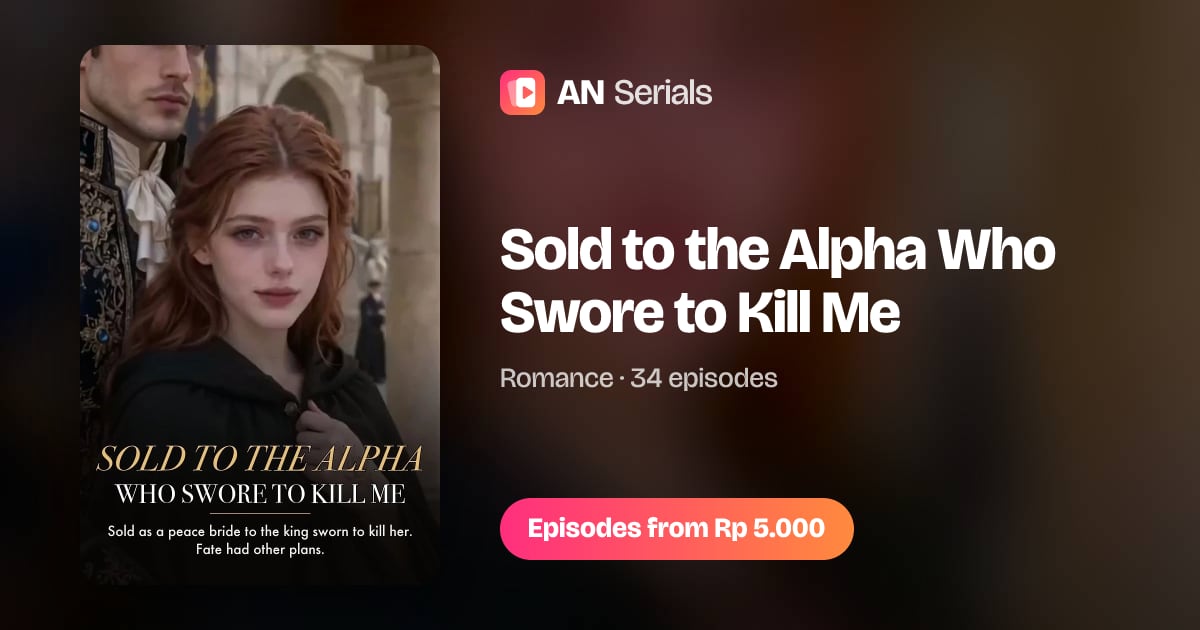 AN Serials
Sold to the Alpha Who
Swore to Kill Me
Romance · 34 episodes
Episodes from Rp 5.000
SOLD TO THE ALPHA
WHO SWORE TO KILL ME
Sold as a peace bride to the king sworn to kill her.
Fate had other plans.